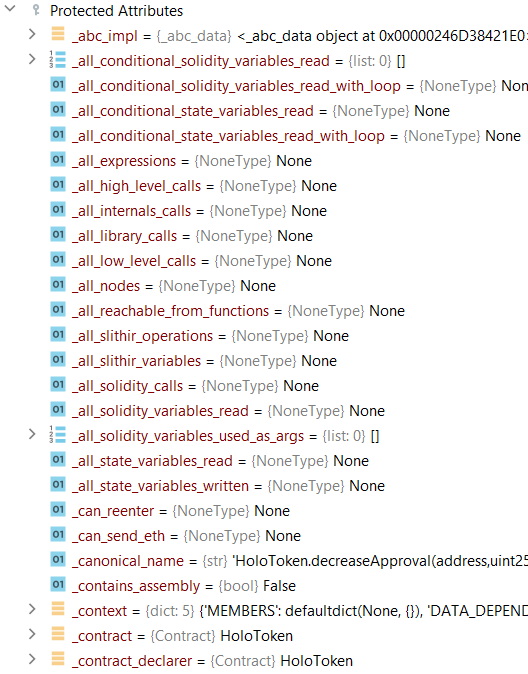 Protected Attributes
_abc_impl = {_abc_data} <_abc_data object at 0x00000246D38421E0>
_all_conditional_solidity_variables_read = {list: 0} []
_all_conditional_solidity_variables_read_with_loop = {NoneType} Non
_all_conditional_state_variables_read = {NoneType} None
_all_conditional_state_variables_read_with_loop = {NoneType} None
_all_expressions = {NoneType} None
_all_high_level_calls = {NoneType} None
_all_internals_calls = {NoneType} None
_all_library_calls = {NoneType} None
_all_low_level_calls = {NoneType} None
_all_nodes = {NoneType} None
_all_reachable_from_functions = {NoneType} None
_all_slithir_operations = {NoneType} None
_all_slithir_variables = {NoneType} None
_all_solidity_calls = {NoneType} None
_all_solidity_variables_read = {NoneType} None
_all_solidity_variables_used_as_args = {list: 0} []
_all_state_variables_read = {NoneType} None
_all_state_variables_written = {NoneType} None
_can_reenter = {NoneType} None
_can_send_eth = {NoneType} None
_canonical_name = {str} 'HoloToken.decreaseApproval(address,uint25
_contains_assembly = {bool} False
_context = {dict: 5} {'MEMBERS': defaultdict(None, {}), 'DATA_DEPEND
_contract = {Contract} HoloToken
_contract_declarer = {Contract} HoloToken